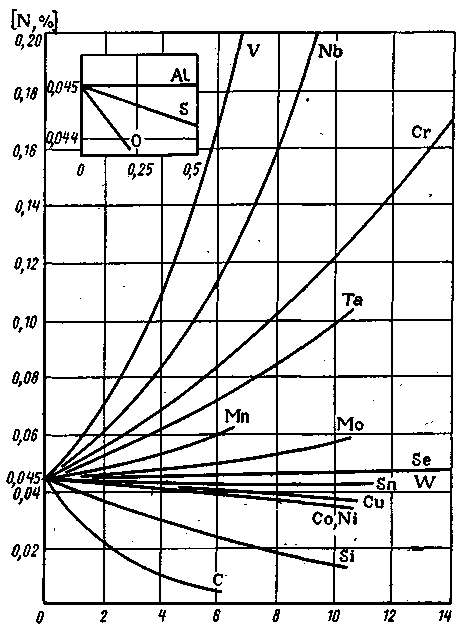 [N,%]
0,20
V
Nb
Al
0,045
S
0,18
Cr
0,044
O
0,16
0
0,25
0,5
0,14
0,12
Ta
0,10
0,08
Mn
Mo
0,06
Se
0,045
Sn
W
0,04
Cu
Co,Ni
0,02
Si
C
0
2
4
6
8
10
12
14